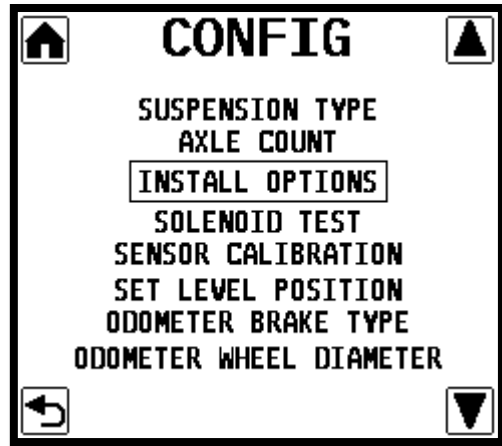 CONFIG
SUSPENSION TYPE
AXLE COUNT
INSTALL OPTIONS
SOLENOID TEST
SENSOR CALIBRATION
SET LEVEL POSITION
ODOMETER BRAKE TYPE
ODOMETER WHEEL DIAMETER